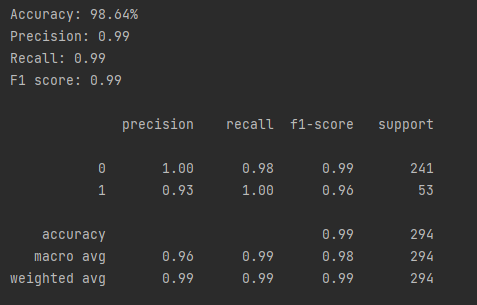 Accuracy: 98.64%
Precision: 0.99
Recall: 0.99
F1 score: 0.99
precision recall f1-score support
0 1.00 0.98 0.99 241
1 0.93 1.00 0.96 53
accuracy 0.99 294
macro avg 0.96 0.99 0.98 294
weighted avg 0.99 0.99 0.99 294